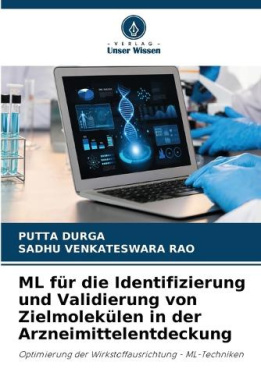 VERLAG
Unser Wissen
PUTTA DURGA
SADHU VENKATESWARA RAO
ML für die Identifizierung
und Validierung von
Zielmolekülen in der
Arzneimittelentdeckung
Optimierung der Wirkstoffausrichtung - ML-Techniken